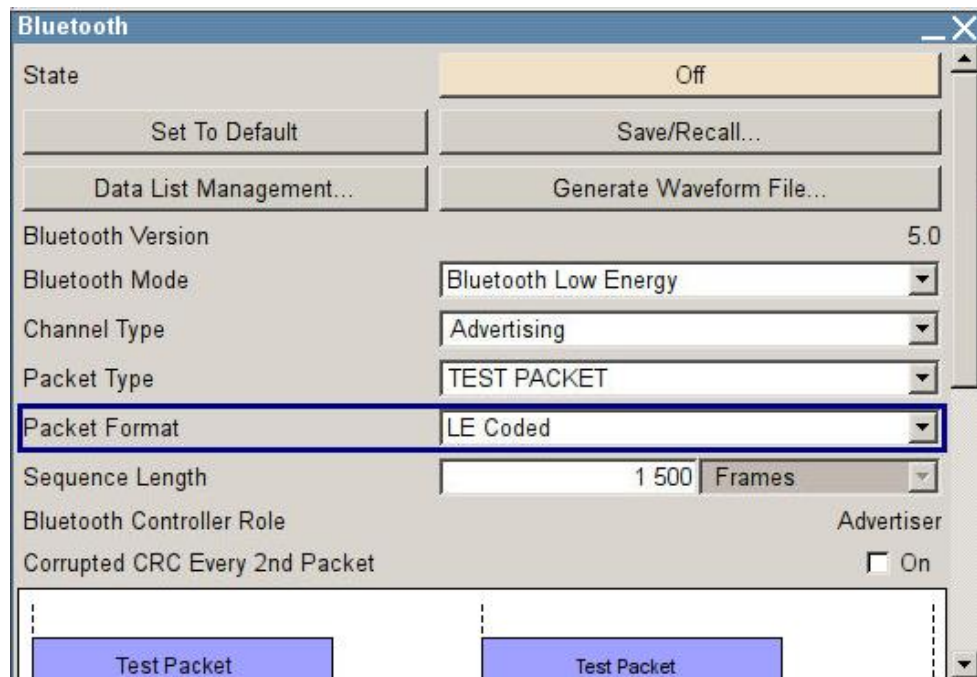 Bluetooth
State Off
Set To Default Save/Recall...
Data List Management... Generate Waveform File...
Bluetooth Version 5.0
Bluetooth Mode Bluetooth Low Energy
Channel Type Advertising
Packet Type TEST PACKET
Packet Format LE Coded
Sequence Length 1 500 Frames
Bluetooth Controller Role Advertiser
Corrupted CRC Every 2nd Packet On
Test Packet Test Packet